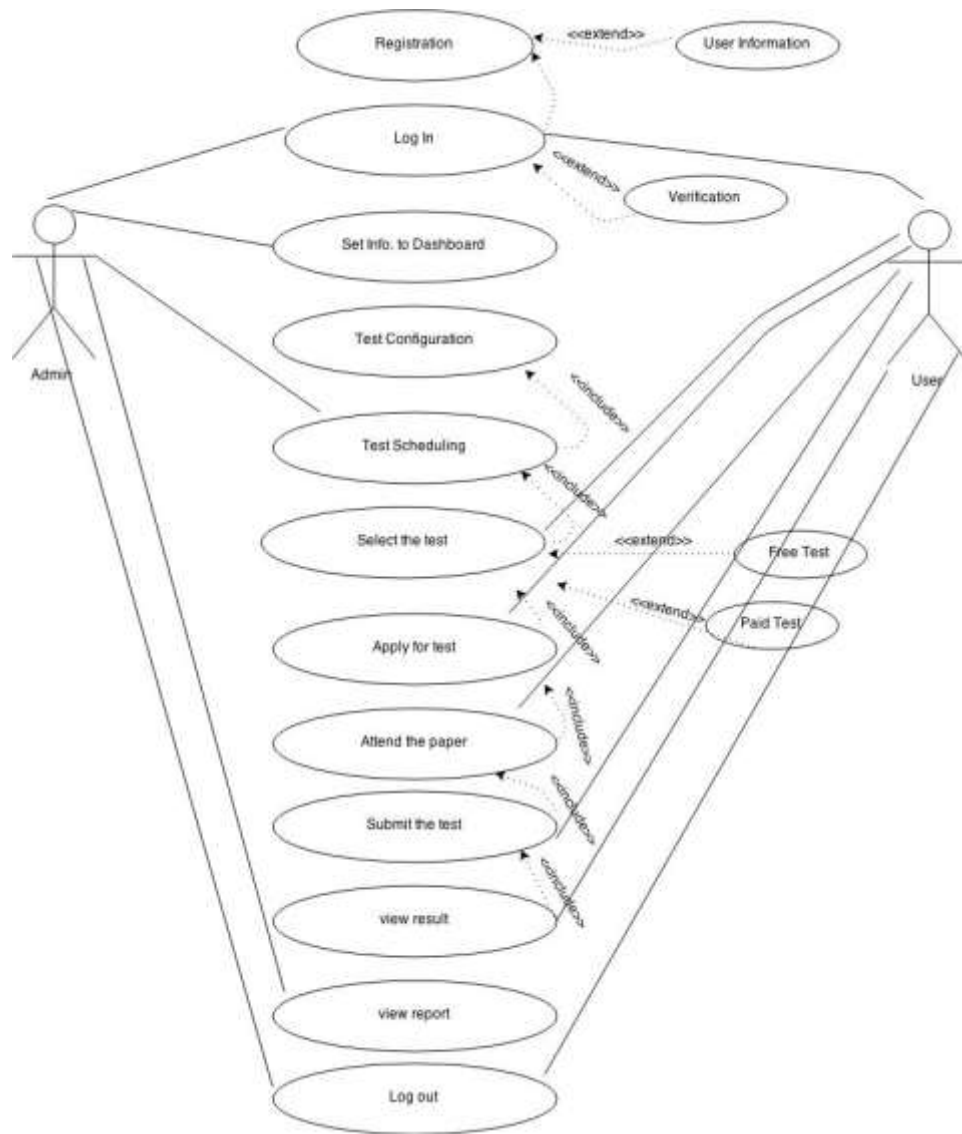 Registration
<<extend>>
User Information
Log In
<<extend>>
Verification
Set Info. to Dashboard
Test Configuration
Admin
User
<<include>>
Test Scheduling
<<include>>
Select the test
<<extend>>
Free Test
<<extend>>
Paid Test
<<include>>
Apply for test
<<include>>
Attend the paper
<<include>>
Submit the test
<<include>>
view result
view report
Log out